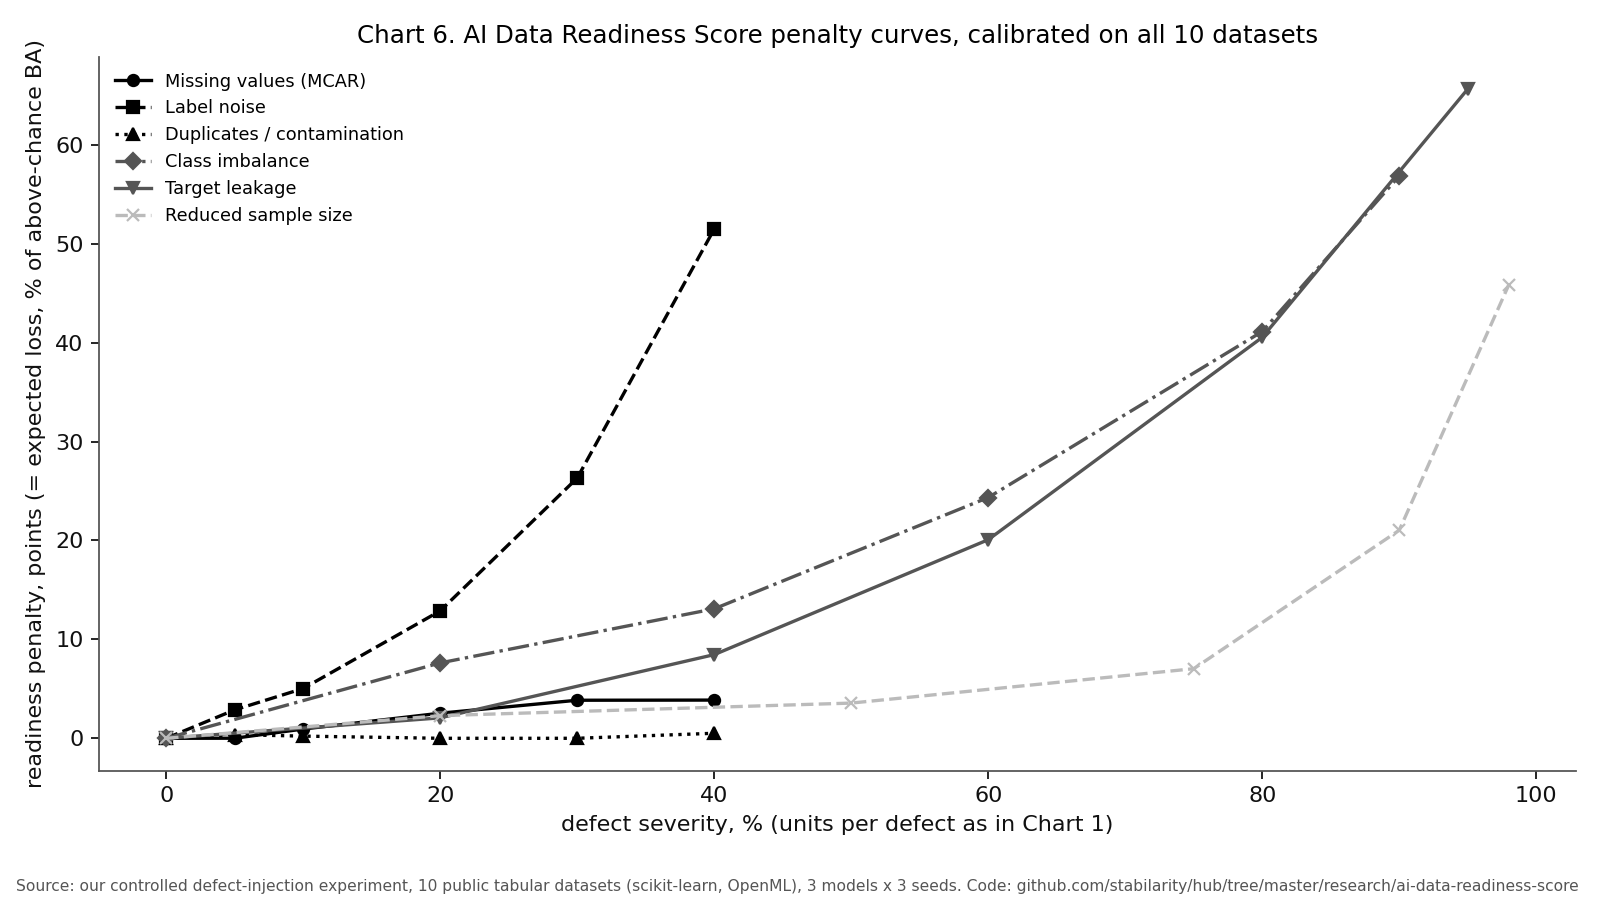 Chart 6. AI Data Readiness Score penalty curves, calibrated on all 10 datasets
readiness penalty, points (= expected loss, % of above-chance BA)
Missing values (MCAR)
Label noise
Duplicates / contamination
Class imbalance
Target leakage
Reduced sample size
60
50
40
30
20
10
0
0 20 40 60 80 100
defect severity, % (units per defect as in Chart 1)
Source: our controlled defect-injection experiment, 10 public tabular datasets (scikit-learn, OpenML), 3 models x 3 seeds. Code: github.com/stabilarity/hub/tree/master/research/ai-data-readiness-score